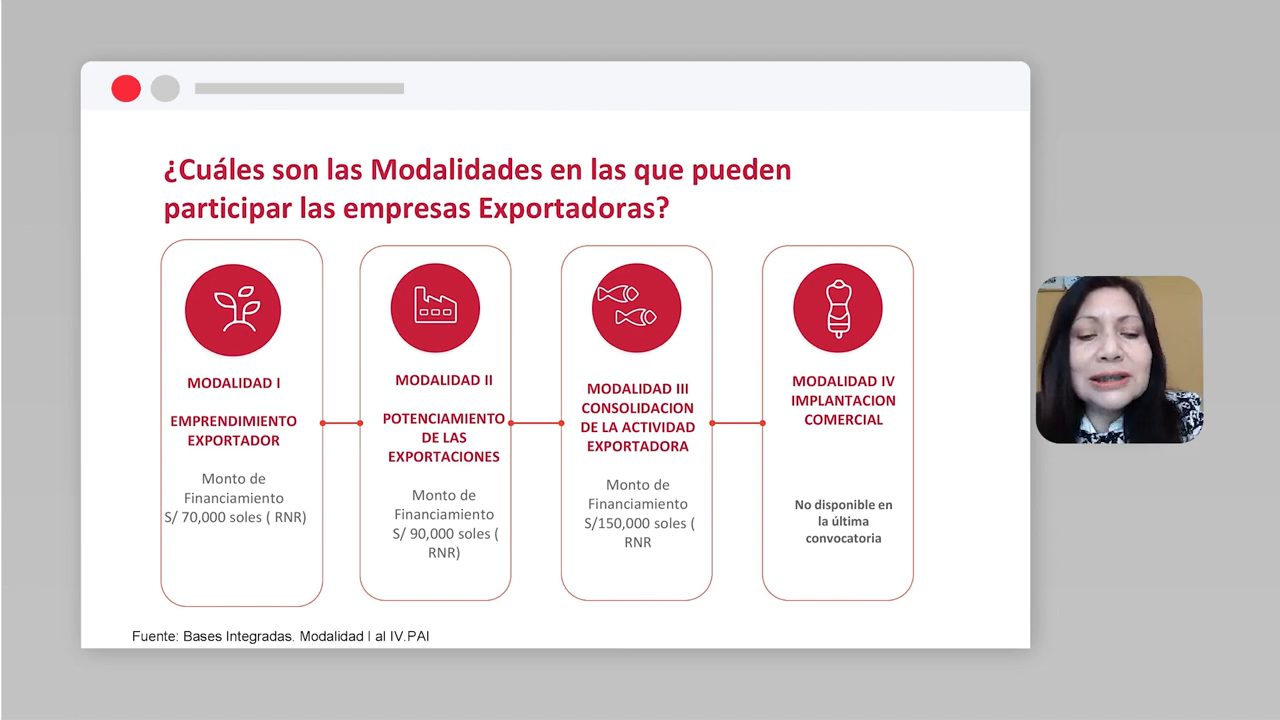 ¿Cuáles son las Modalidades en las que pueden
participar las empresas Exportadoras?
MODALIDAD I
EMPRENDIMIENTO
EXPORTADOR
Monto de
Financiamiento
S/ 70,000 soles ( RNR)
MODALIDAD II
POTENCIAMIENTO
DE LAS
EXPORTACIONES
Monto de
Financiamiento
S/ 90,000 soles (
RNR)
MODALIDAD III
CONSOLIDACION
DE LA ACTIVIDAD
EXPORTADORA
Monto de
Financiamiento
S/150,000 soles (
RNR
MODALIDAD IV
IMPLANTACION
COMERCIAL
No disponible en
la última
convocatoria
Fuente: Bases Integradas. Modalidad I al IV.PAI